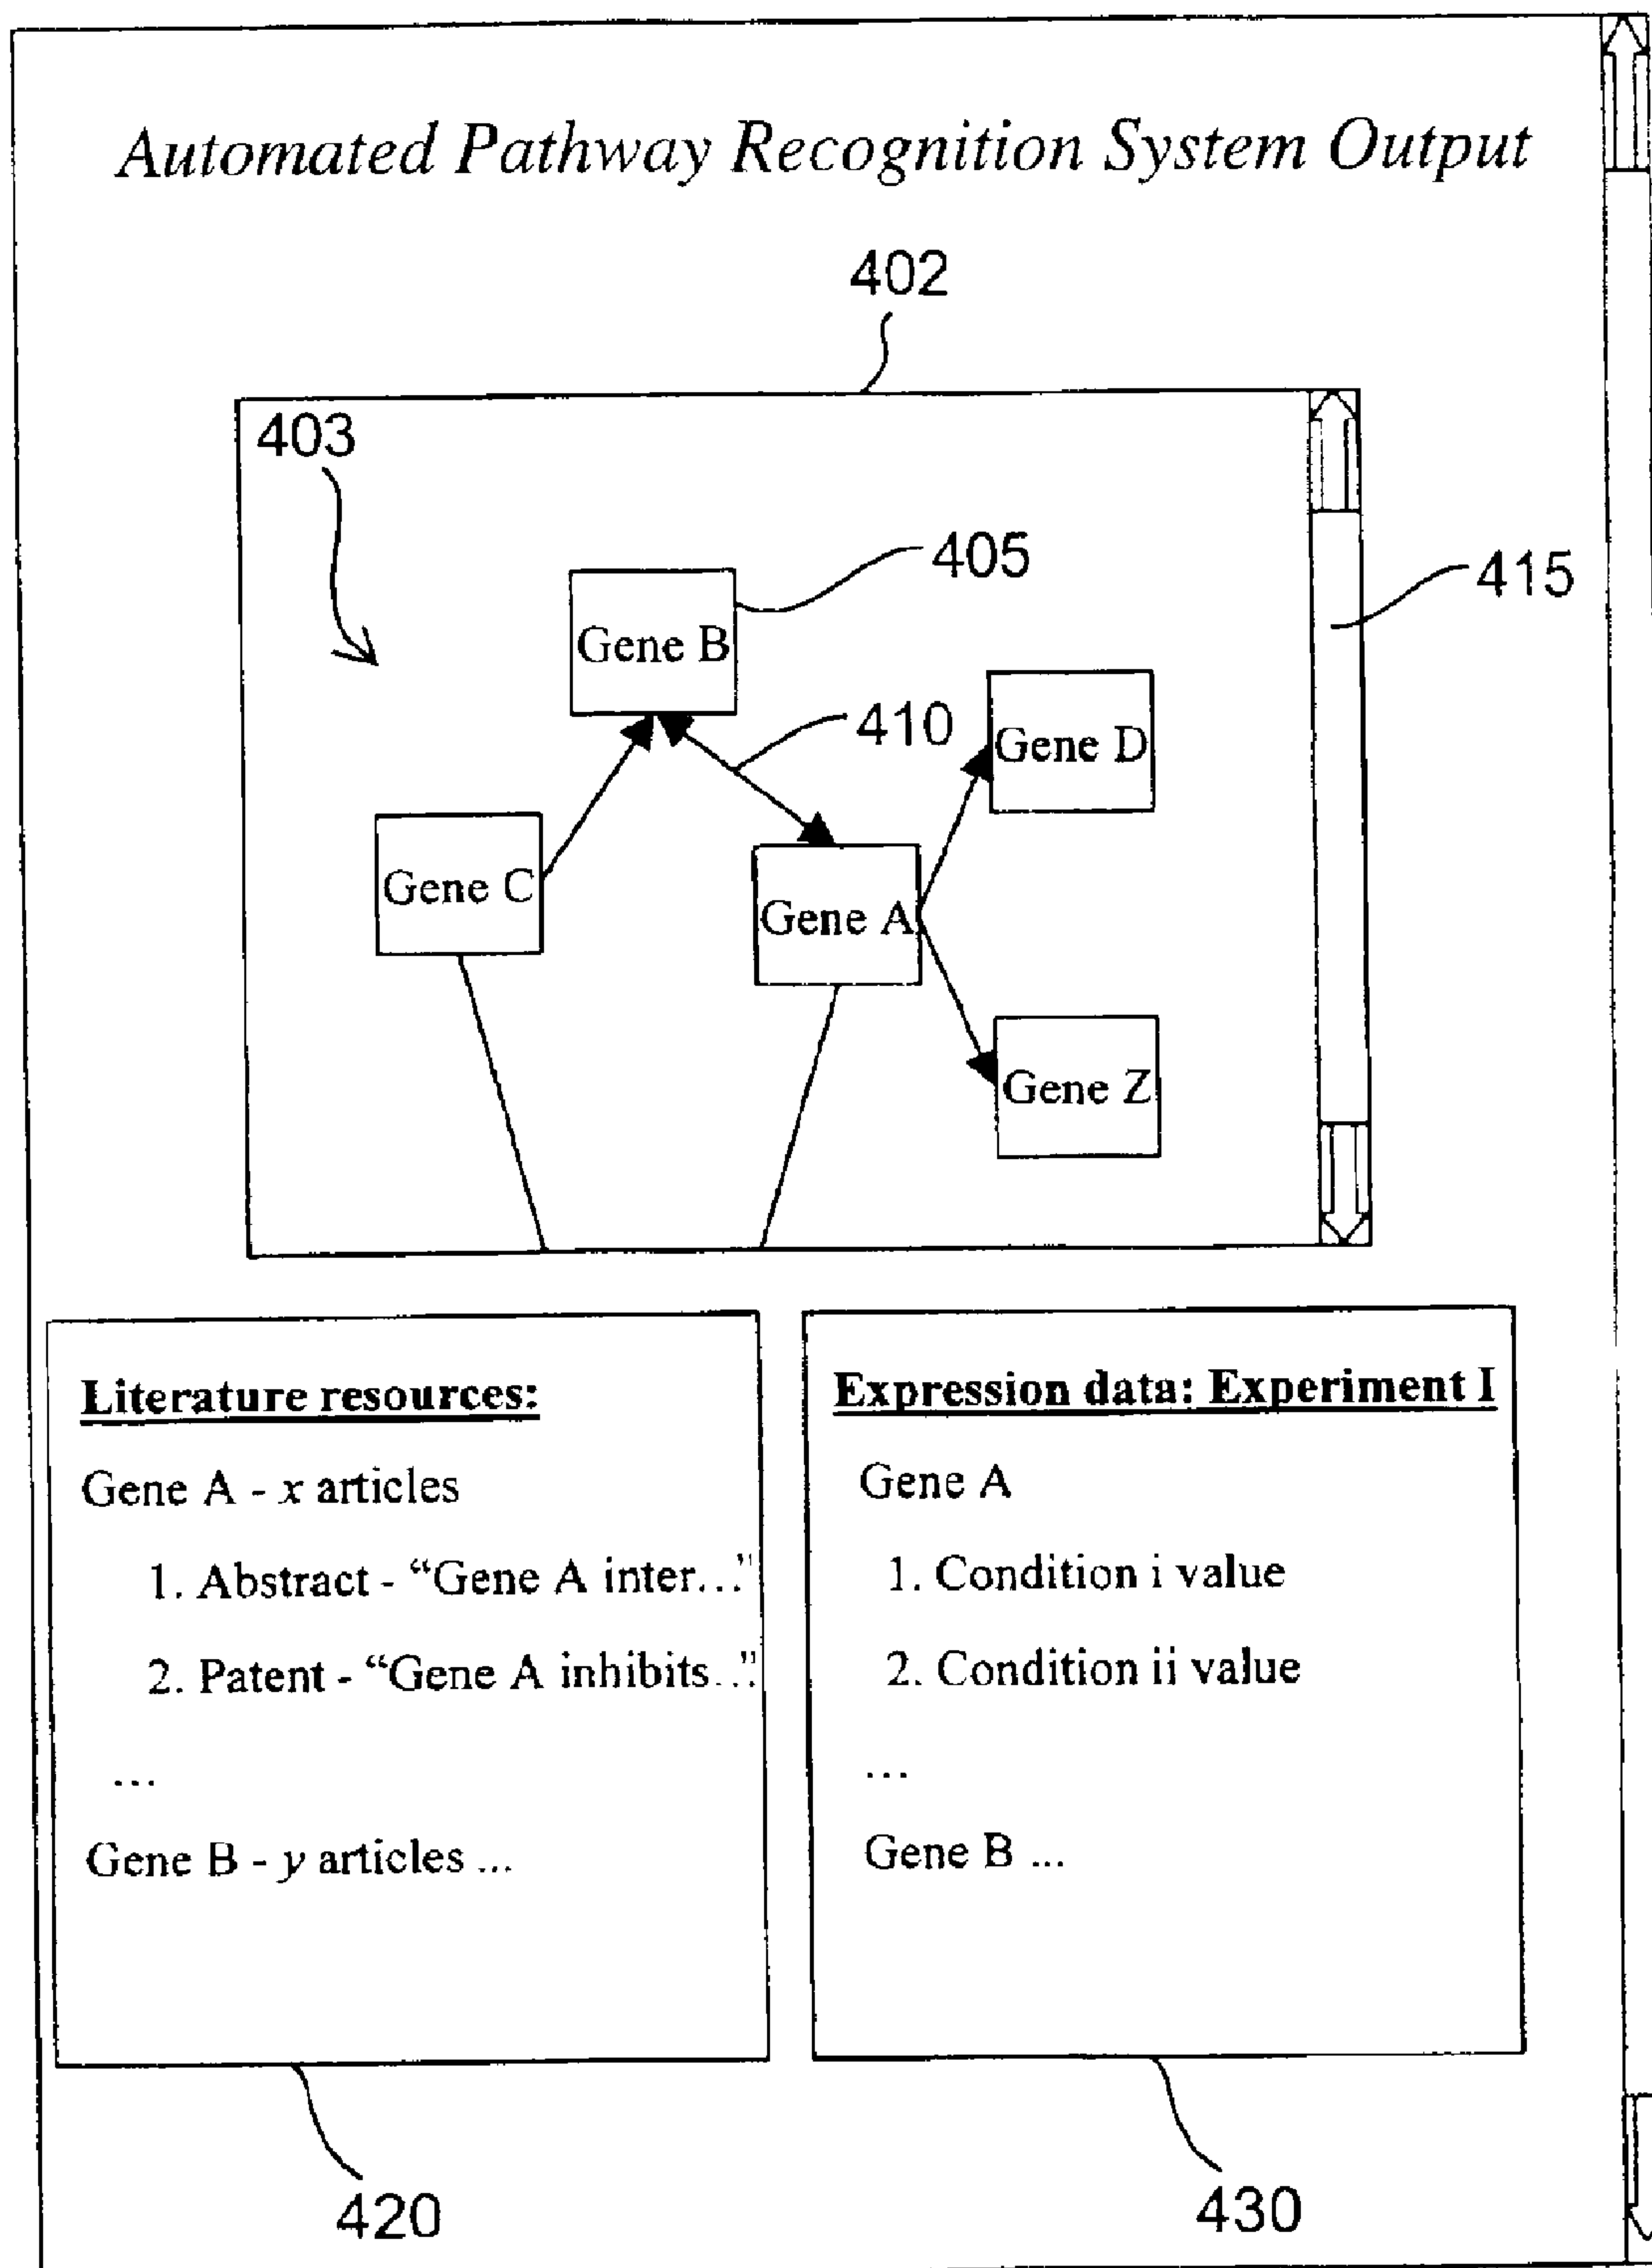 Automated Pathway Recognition System Output
402
403
405
415
Gene B
410
Gene D
Gene C
Gene A
Gene Z
Literature resources:
Gene A - x articles
1. Abstract - “Gene A inter...”
2. Patent - “Gene A inhibits...”
...
Gene B - y articles ...
Expression data: Experiment I
Gene A
1. Condition i value
2. Condition ii value
...
Gene B ...
420
430